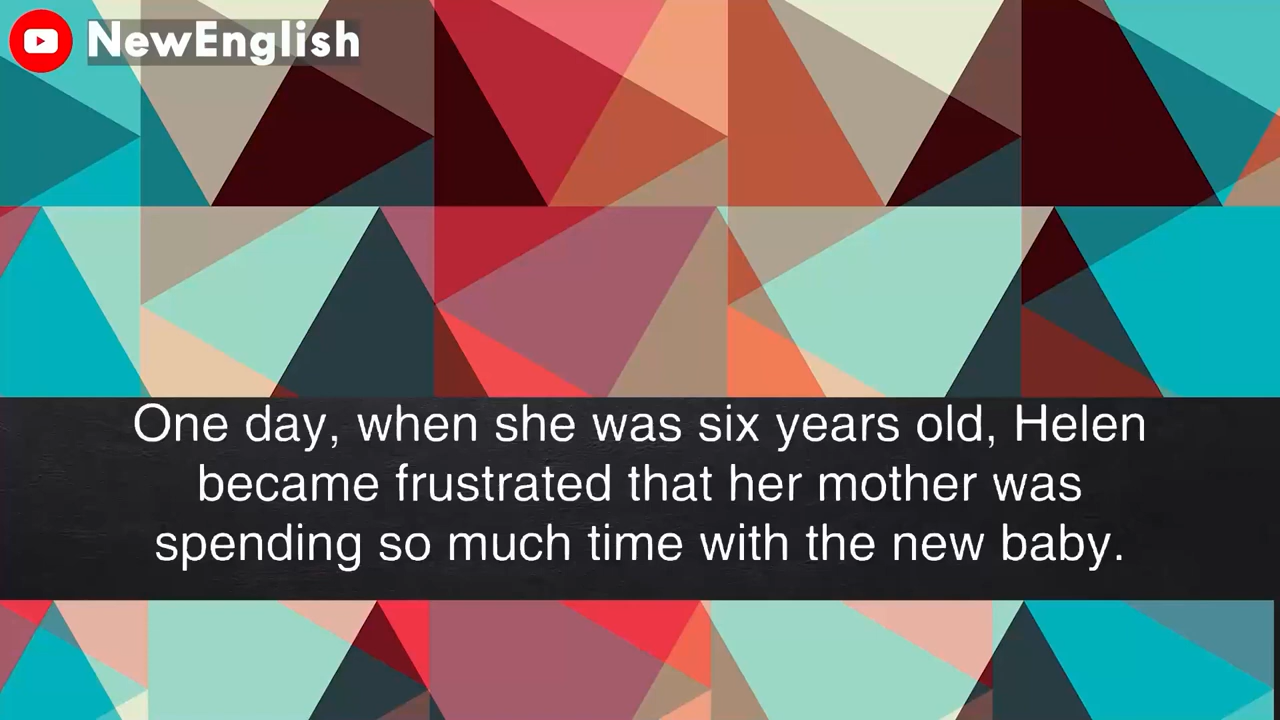 NewEnglish
One day, when she was six years old, Helen
became frustrated that her mother was
spending so much time with the new baby.